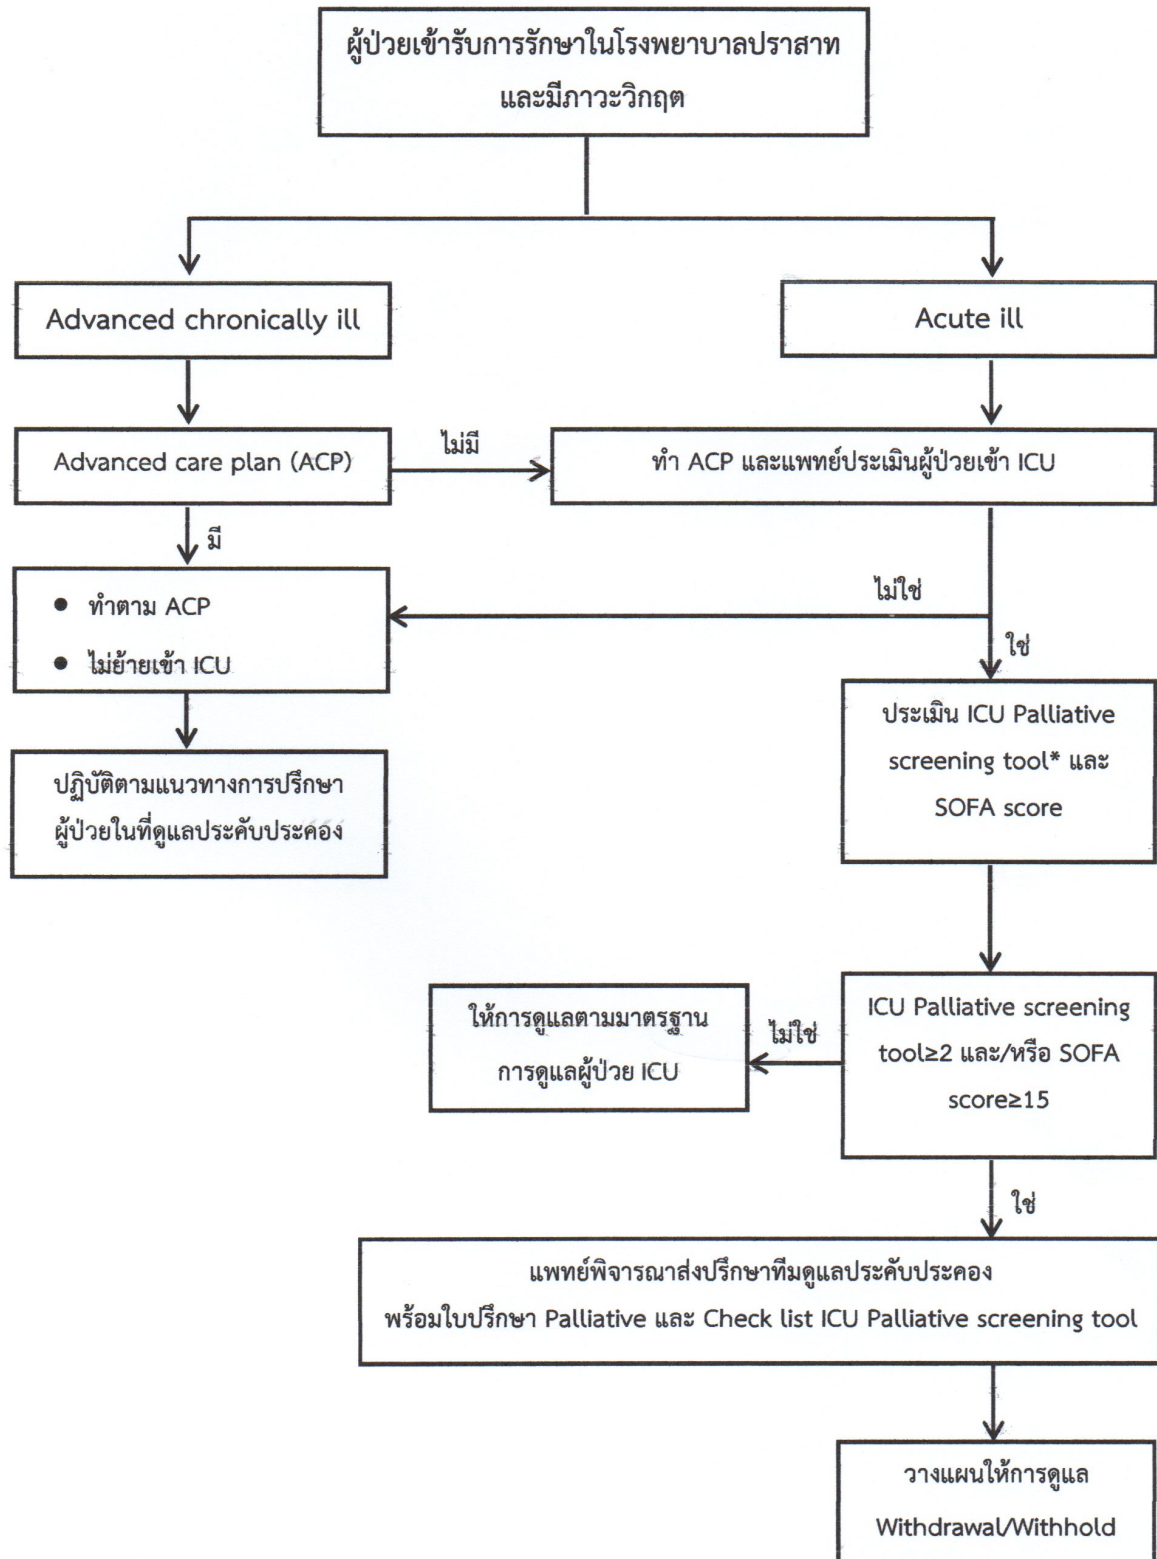 ผู้ป่วยเข้ารับการรักษาในโรงพยาบาลปราสาท
และมีภาวะวิกฤต
Advanced chronically ill
Acute ill
Advanced care plan (ACP)
ไม่มี
ทำ ACP และแพทย์ประเมินผู้ป่วยเข้า ICU
มี
● ทำตาม ACP
● ไม่ย้ายเข้า ICU
ไม่ใช่
ใช่
ปฏิบัติตามแนวทางการปรึกษา
ผู้ป่วยในที่ดูแลประคับประคอง
ประเมิน ICU Palliative
screening tool* และ
SOFA score
ICU Palliative screening
tool≥2 และ/หรือ SOFA
score≥15
ไม่ใช่
ให้การดูแลตามมาตรฐาน
การดูแลผู้ป่วย ICU
ใช่
แพทย์พิจารณาส่งปรึกษาทีมดูแลประคับประคอง
พร้อมใบปรึกษา Palliative และ Check list ICU Palliative screening tool
วางแผนให้การดูแล
Withdrawal/Withhold